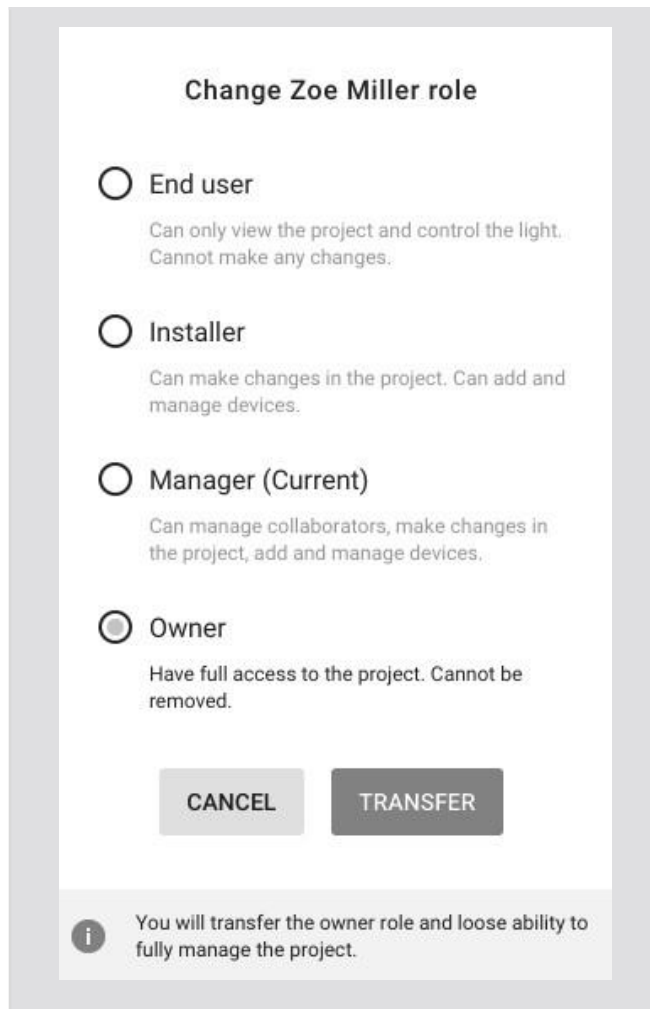 Change Zoe Miller role
End user
Can only view the project and control the light.
Cannot make any changes.
Installer
Can make changes in the project. Can add and
manage devices.
Manager (Current)
Can manage collaborators, make changes in
the project, add and manage devices.
Owner
Have full access to the project. Cannot be
removed.
CANCEL TRANSFER
i
You will transfer the owner role and loose ability to
fully manage the project.